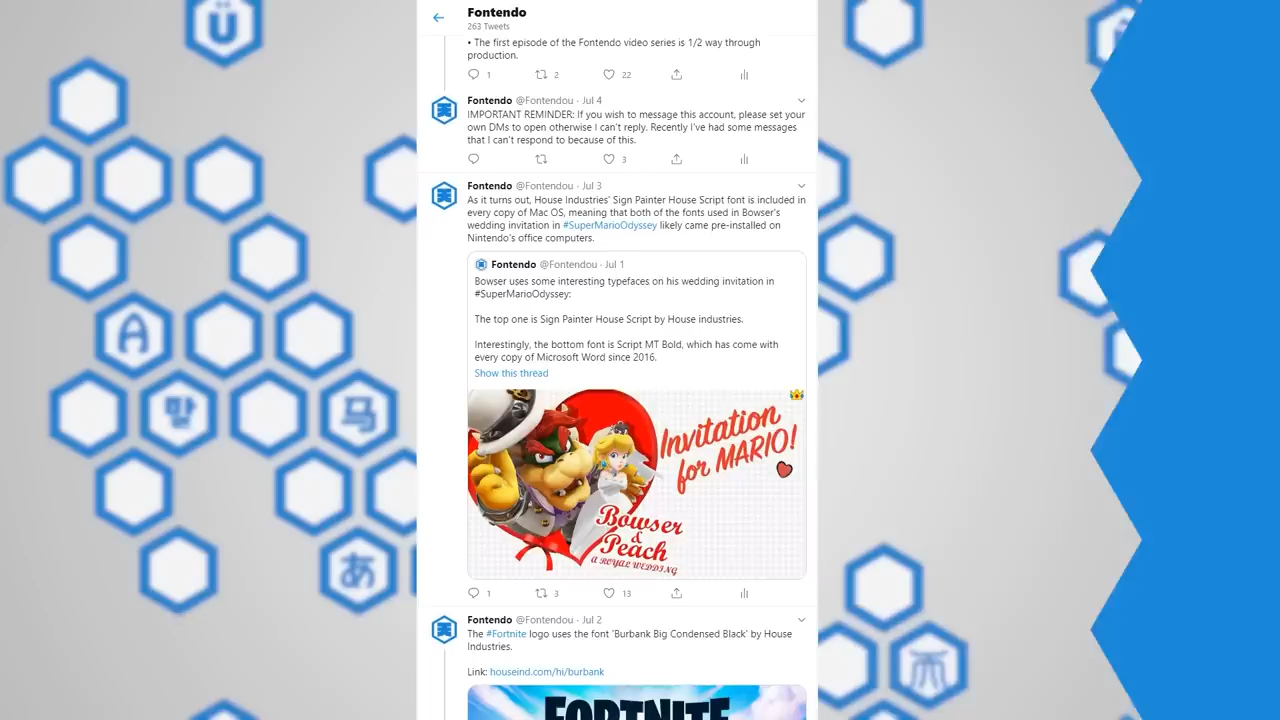 Fontendo
263 Tweets
• The first episode of the Fontendo video series is 1/2 way through
production.
1 2 22
Fontendo @Fontendou · Jul 4
IMPORTANT REMINDER: If you wish to message this account, please set your
own DMs to open otherwise I can't reply. Recently I've had some messages
that I can't respond to because of this.
3
Fontendo @Fontendou · Jul 3
As it turns out, House Industries' Sign Painter House Script font is included in
every copy of Mac OS, meaning that both of the fonts used in Bowser's
wedding invitation in #SuperMarioOdyssey likely came pre-installed on
Nintendo's office computers.
Fontendo @Fontendou · Jul 1
Bowser uses some interesting typefaces on his wedding invitation in
#SuperMarioOdyssey:
The top one is Sign Painter House Script by House industries.
Interestingly, the bottom font is Script MT Bold, which has come with
every copy of Microsoft Word since 2016.
Show this thread
Invitation
for MARIO!
Bowser
&
Peach
A ROYAL WEDDING
1 3 13
Fontendo @Fontendou · Jul 2
The #Fortnite logo uses the font 'Burbank Big Condensed Black' by House
Industries.
Link: houseind.com/hi/burbank
FORTNITE
Ü
A
말
马
あ